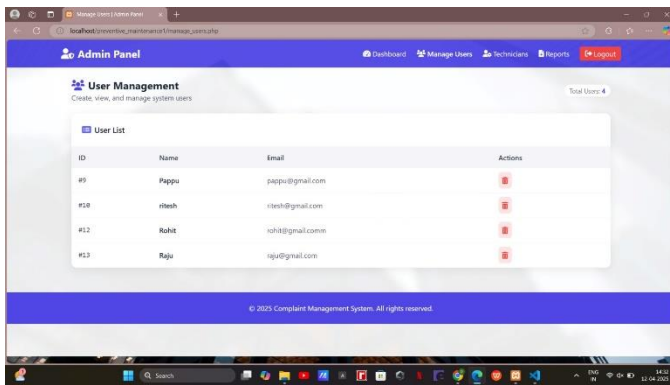 Manage Users | Admin Panel
localhost/preventive_maintenance1/manage_users.php
Admin Panel
Dashboard Manage Users Technicians Reports Logout
User Management
Create, view, and manage system users
Total Users: 4
User List
ID Name Email Actions
#9 Pappu pappu@gmail.com
#10 ritesh ritesh@gmail.com
#12 Rohit rohit@gmail.comm
#13 Raju raju@gmail.com
© 2025 Complaint Management System. All rights reserved.
Search
ENG
IN